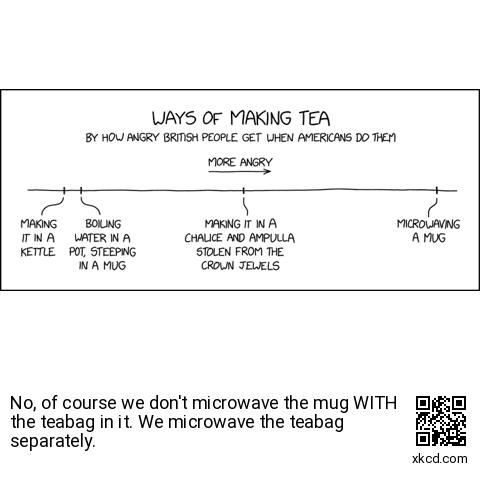 WAYS OF MAKING TEA
BY HOW ANGRY BRITISH PEOPLE GET WHEN AMERICANS DO THEM
MORE ANGRY
MAKING
IT IN A
KETTLE
BOILING
WATER IN A
POT, STEEPING
IN A MUG
MAKING IT IN A
CHALICE AND AMPULLA
STOLEN FROM THE
CROWN JEWELS
MICROWAVING
A MUG
No, of course we don't microwave the mug WITH
the teabag in it. We microwave the teabag
separately.
xkcd.com